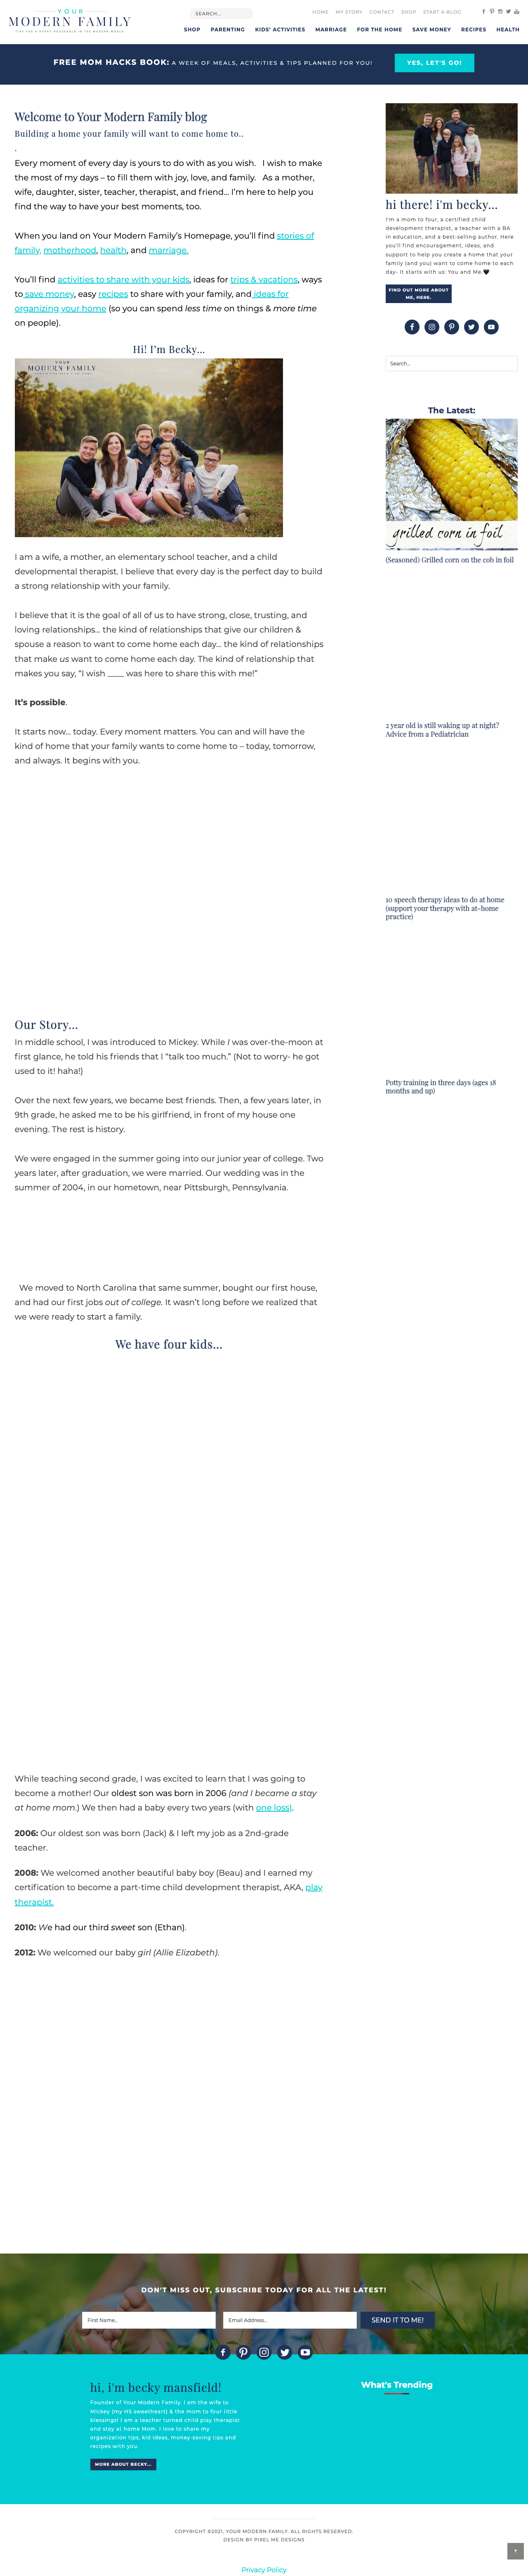 YOUR
MODERN FAMILY
TIPS FOR A HAPPY HOUSEHOLD IN THE MODERN WORLD
SEARCH...
HOME MY STORY CONTACT SHOP START A BLOG
SHOP PARENTING KIDS' ACTIVITIES MARRIAGE FOR THE HOME SAVE MONEY RECIPES HEALTH
FREE MOM HACKS BOOK: A WEEK OF MEALS, ACTIVITIES & TIPS PLANNED FOR YOU!
YES, LET'S GO!
Welcome to Your Modern Family blog
Building a home your family will want to come home to..
.
Every moment of every day is yours to do with as you wish. I wish to make
the most of my days – to fill them with joy, love, and family. As a mother,
wife, daughter, sister, teacher, therapist, and friend… I'm here to help you
find the way to have your best moments, too.
When you land on Your Modern Family's Homepage, you'll find stories of
family, motherhood, health, and marriage.
You'll find activities to share with your kids, ideas for trips & vacations, ways
to save money, easy recipes to share with your family, and ideas for
organizing your home (so you can spend less time on things & more time
on people).
Hi! I'm Becky…
YOUR
MODERN FAMILY
I am a wife, a mother, an elementary school teacher, and a child
developmental therapist. I believe that every day is the perfect day to build
a strong relationship with your family.
I believe that it is the goal of all of us to have strong, close, trusting, and
loving relationships… the kind of relationships that give our children &
spouse a reason to want to come home each day… the kind of relationships
that make us want to come home each day. The kind of relationship that
makes you say, "I wish ____ was here to share this with me!"
It's possible.
It starts now… today. Every moment matters. You can and will have the
kind of home that your family wants to come home to – today, tomorrow,
and always. It begins with you.
Our Story…
In middle school, I was introduced to Mickey. While I was over-the-moon at
first glance, he told his friends that I "talk too much." (Not to worry- he got
used to it! haha!)
Over the next few years, we became best friends. Then, a few years later, in
9th grade, he asked me to be his girlfriend, in front of my house one
evening. The rest is history.
We were engaged in the summer going into our junior year of college. Two
years later, after graduation, we were married. Our wedding was in the
summer of 2004, in our hometown, near Pittsburgh, Pennsylvania.
We moved to North Carolina that same summer, bought our first house,
and had our first jobs out of college. It wasn't long before we realized that
we were ready to start a family.
We have four kids…
While teaching second grade, I was excited to learn that I was going to
become a mother! Our oldest son was born in 2006 (and I became a stay
at home mom.) We then had a baby every two years (with one loss).
2006: Our oldest son was born (Jack) & I left my job as a 2nd-grade
teacher.
2008: We welcomed another beautiful baby boy (Beau) and I earned my
certification to become a part-time child development therapist, AKA, play
therapist.
2010: We had our third sweet son (Ethan).
2012: We welcomed our baby girl (Allie Elizabeth).
hi there! i'm becky...
I'm a mom to four, a certified child
development therapist, a teacher with a BA
in education, and a best-selling author. Here
you'll find encouragement, ideas, and
support to help you create a home that your
family (and you) want to come home to each
day- It starts with us: You and Me.🖤
FIND OUT MORE ABOUT
ME, HERE.
Search...
The Latest:
grilled corn in foil
(Seasoned) Grilled corn on the cob in foil
2 year old is still waking up at night?
Advice from a Pediatrician
10 speech therapy ideas to do at home
(support your therapy with at-home
practice)
Potty training in three days (ages 18
months and up)
DON'T MISS OUT, SUBSCRIBE TODAY FOR ALL THE LATEST!
First Name... Email Address... SEND IT TO ME!
hi, i'm becky mansfield!
Founder of Your Modern Family. I am the wife to
Mickey (my HS sweetheart) & the mom to four little
blessings! I am a teacher turned child play therapist
and stay at home Mom. I love to share my
organization tips, kid ideas, money-saving tips and
recipes with you.
MORE ABOUT BECKY...
What's Trending
COPYRIGHT ©2021, YOUR MODERN FAMILY. ALL RIGHTS RESERVED.
DESIGN BY PIXEL ME DESIGNS
Privacy Policy